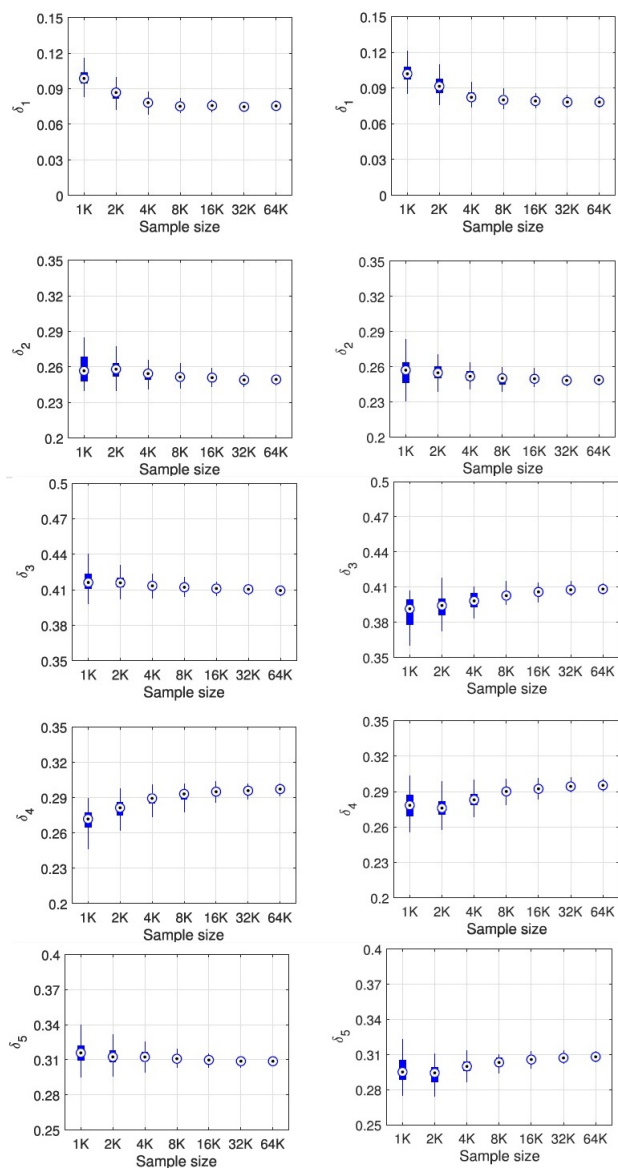 0.15
0.12
0.09
0.06
0.03
0
δ1
1K 2K 4K 8K 16K 32K 64K
Sample size
0.15
0.12
0.09
0.06
0.03
0
δ1
1K 2K 4K 8K 16K 32K 64K
Sample size
0.35
0.32
0.29
0.26
0.23
0.2
δ2
1K 2K 4K 8K 16K 32K 64K
Sample size
0.35
0.32
0.29
0.26
0.23
0.2
δ2
1K 2K 4K 8K 16K 32K 64K
Sample size
0.5
0.47
0.44
0.41
0.38
0.35
δ3
1K 2K 4K 8K 16K 32K 64K
Sample size
0.5
0.47
0.44
0.41
0.38
0.35
δ3
1K 2K 4K 8K 16K 32K 64K
Sample size
0.35
0.32
0.29
0.26
0.23
0.2
δ4
1K 2K 4K 8K 16K 32K 64K
Sample size
0.35
0.32
0.29
0.26
0.23
0.2
δ4
1K 2K 4K 8K 16K 32K 64K
Sample size
0.4
0.37
0.34
0.31
0.28
0.25
δ5
1K 2K 4K 8K 16K 32K 64K
Sample size
0.4
0.37
0.34
0.31
0.28
0.25
δ5
1K 2K 4K 8K 16K 32K 64K
Sample size